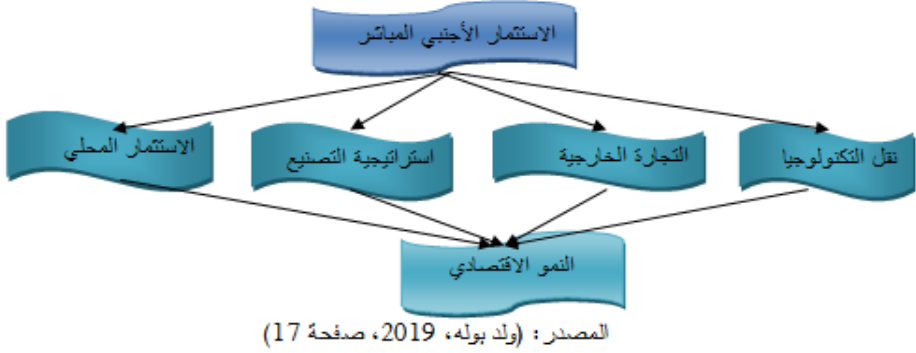 الاستثمار الأجنبي المباشر
نقل التكنولوجيا
التجارة الخارجية
استراتيجية التصنيع
الاستثمار المحلي
النمو الاقتصادي
المصدر: (ولد بوله، 2019، صفحة 17)